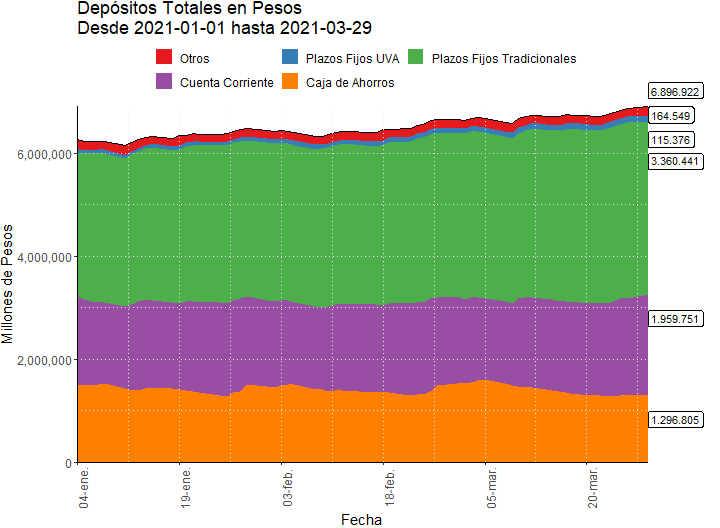 Depósitos Totales en Pesos
Desde 2021-01-01 hasta 2021-03-29
Otros
Plazos Fijos UVA
Plazos Fijos Tradicionales
Cuenta Corriente
Caja de Ahorros
6.896.922
164.549
115.376
3.360.441
1.959.751
1.296.805
Millones de Pesos
6,000,000
4,000,000
2,000,000
0
04-ene.
19-ene.
03-feb.
18-feb.
05-mar.
20-mar.
Fecha